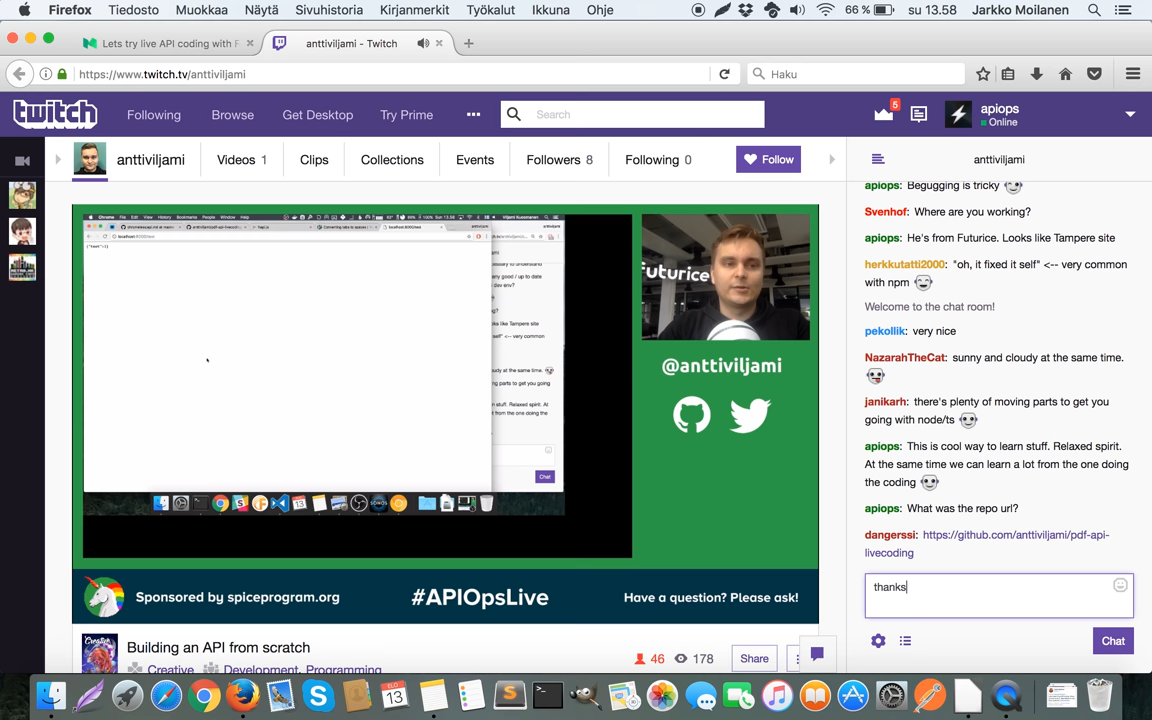 Firefox Tiedosto Muokkaa Näytä Sivuhistoria Kirjanmerkit Työkalut Ikkuna Ohje 66 % su 13.58 Jarkko Moilanen
Lets try live API coding with F
anttiviljami - Twitch
https://www.twitch.tv/anttiviljami
Haku
twitch Following Browse Get Desktop Try Prime
Search
5
apiops
Online
anttiviljami Videos 1 Clips Collections Events Followers 8 Following 0 Follow
futurice
@anttiviljami
Chat
Sponsored by spiceprogram.org #APIOpsLive Have a question? Please ask!
Creative
Building an API from scratch
Creative Development, Programming
46 178 Share
anttiviljami
apiops: Begugging is tricky
Svenhof: Where are you working?
apiops: He's from Futurice. Looks like Tampere site
herkkutatti2000: "oh, it fixed it self" <-- very common
with npm
Welcome to the chat room!
pekollik: very nice
NazarahTheCat: sunny and cloudy at the same time.
janikarh: there's plenty of moving parts to get you
going with node/ts
apiops: This is cool way to learn stuff. Relaxed spirit.
At the same time we can learn a lot from the one doing
the coding
apiops: What was the repo url?
dangerssi: https://github.com/anttiviljami/pdf-api-
livecoding
thanks
Chat
ELO
13